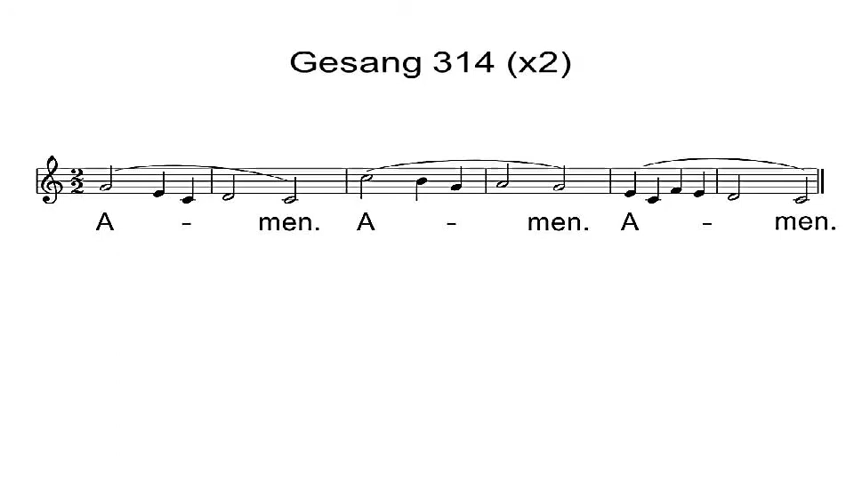 Gesang 314 (x2)
A - men. A - men. A - men.